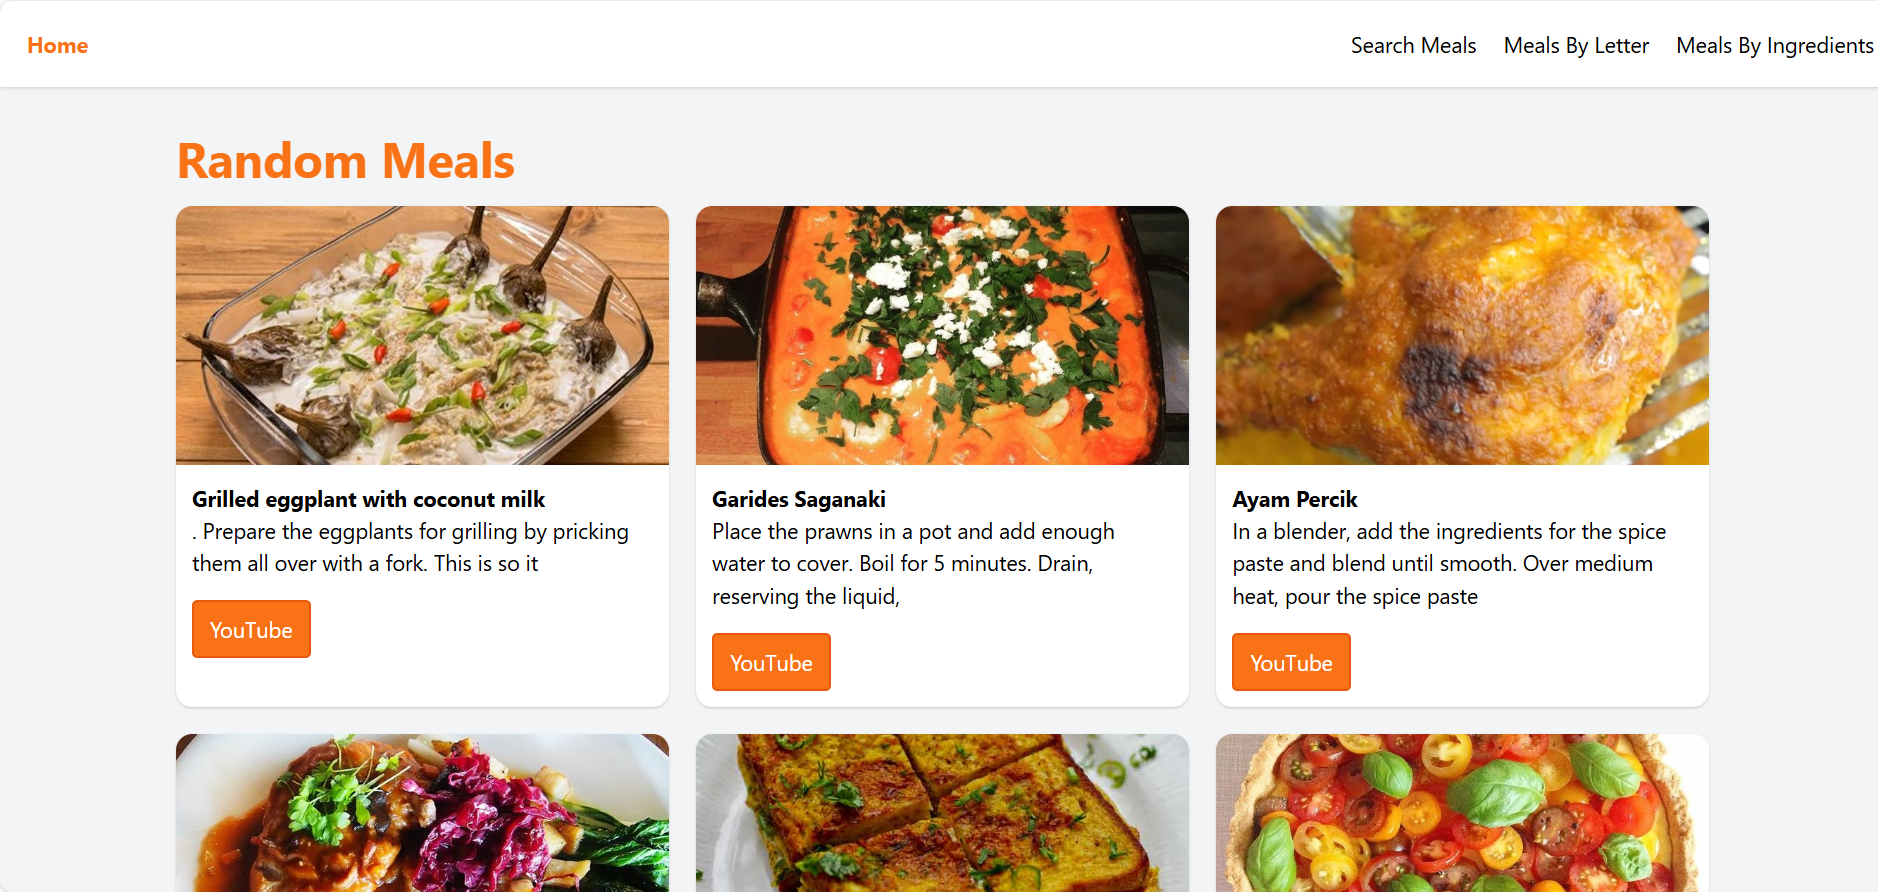 Home
Search Meals
Meals By Letter
Meals By Ingredients
Random Meals
Grilled eggplant with coconut milk
. Prepare the eggplants for grilling by pricking
them all over with a fork. This is so it
YouTube
Garides Saganaki
Place the prawns in a pot and add enough
water to cover. Boil for 5 minutes. Drain,
reserving the liquid,
YouTube
Ayam Percik
In a blender, add the ingredients for the spice
paste and blend until smooth. Over medium
heat, pour the spice paste
YouTube